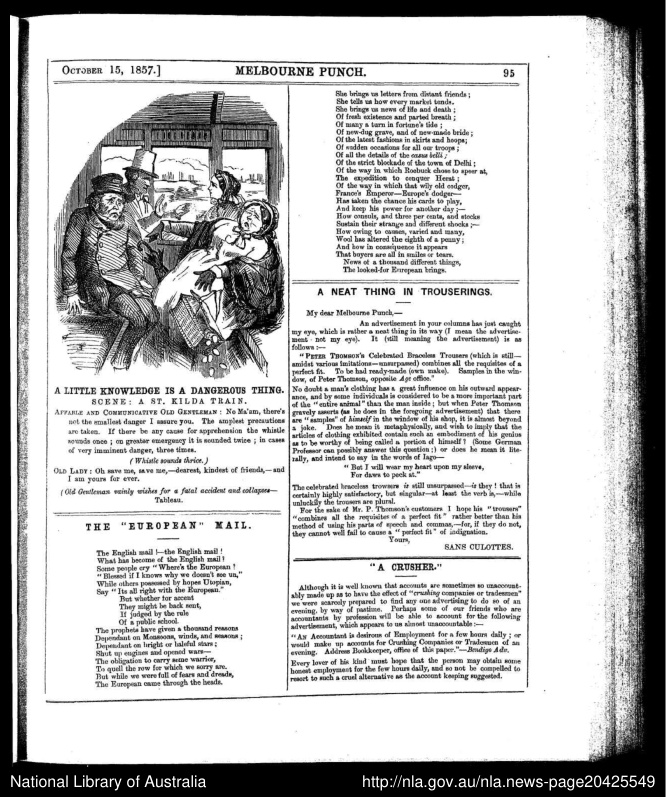 OCTOBER 15, 1857.]
MELBOURNE PUNCH.
95
A LITTLE KNOWLEDGE IS A DANGEROUS THING.
SCENE: A ST. KILDA TRAIN.
AFFABLE AND COMMUNICATIVE OLD GENTLEMAN: No Ma'am, there's
not the smallest danger I assure you. The amplest precautions
are taken. If there be any cause for apprehension the whistle
sounds once; on greater emergency it is sounded twice; in cases
of very imminent danger, three times.
(Whistle sounds thrice.)
OLD LADY: Oh save me, save me,—dearest, kindest of friends,—and
I am yours for ever.
(Old Gentleman vainly wishes for a fatal accident and collapses—
Tableau.
THE "EUROPEAN" MAIL.
The English mail!—the English mail!
What has become of the English mail?
Some people cry "Where's the European?
"Blessed if I knows why we doesn't see un,"
While others possessed by hopes Utopian,
Say "Its all right with the European."
But whether for accent
They might be back sent,
If judged by the rule
Of a public school.
The prophets have given a thousand reasons
Dependant on Monsoons, winds, and seasons;
Dependant on bright or baleful stars;
Shut up engines and opened wars—
The obligation to carry some warrior,
To quell the row for which we sorry are.
But while we were full of fears and dreads,
The European came through the heads.
She brings us letters from distant friends;
She tells us how every market tends.
She brings us news of life and death;
Of fresh existence and parted breath;
Of many a turn in fortune's tide;
Of new-dug grave, and of new-made bride;
Of the latest fashions in skirts and hoops;
Of sudden occasions for all our troops;
Of all the details of the casus belli;
Of the strict blockade of the town of Delhi;
Of the way in which Roebuck chose to speer at,
The expedition to conquer Herat;
Of the way in which that wily old codger,
France's Emperor—Europe's dodger—
Has taken the chance his cards to play,
And keep his power for another day;—
How consuls, and three per cents, and stocks
Sustain their strange and different shocks;—
How owing to causes, varied and many,
Wool has altered the eighth of a penny;
And how in consequence it appears
That buyers are all in smiles or tears.
News of a thousand different things,
The looked-for European brings.
A NEAT THING IN TROUSERINGS.
My dear Melbourne Punch,—
An advertisement in your columns has just caught
my eye, which is rather a neat thing in its way (I mean the advertise-
ment not my eye). It (still meaning the advertisement) is as
follows:—
"PETER THOMSON'S Celebrated Braceless Trousers (which is still—
amidst various imitations—unsurpassed) combines all the requisites of a
perfect fit. To be had ready-made (own make). Samples in the win-
dow, of Peter Thomson, opposite Age office."
No doubt a man's clothing has a great influence on his outward appear-
ance, and by some individuals is considered to be a more important part
of the "entire animal" than the man inside; but when Peter Thomson
gravely asserts (as he does in the foregoing advertisement) that there
are "samples" of himself in the window of his shop, it is almost beyond
a joke. Does he mean it metaphysically, and wish to imply that the
articles of clothing exhibited contain such an embodiment of his genius
as to be worthy of being called a portion of himself? (Some German
Professor can possibly answer this question;) or does he mean it lite-
rally, and intend to say in the words of Iago—
"But I will wear my heart upon my sleeve,
For daws to peck at."
The celebrated braceless trowsers is still unsurpassed—is they! that is
certainly highly satisfactory, but singular—at least the verb is,—while
unluckily the trousers are plural.
For the sake of Mr. P. Thomson's customers I hope his "trousers"
"combines all the requisites of a perfect fit" rather better than his
method of using his parts of speech and commas,—for, if they do not,
they cannot well fail to cause a "perfect fit" of indignation.
Yours,
SANS CULOTTES.
"A CRUSHER."
Although it is well known that accounts are sometimes so unaccount-
ably made up as to have the effect of "crushing companies or tradesmen"
we were scarcely prepared to find any one advertising to do so of an
evening, by way of pastime. Perhaps some of our friends who are
accountants by profession will be able to account for the following
advertisement, which appears to us almost unaccountable:—
"AN Accountant is desirous of Employment for a few hours daily; or
would make up accounts for Crushing Companies or Tradesmen of an
evening. Address Bookkeeper, office of this paper."—Bendigo Adv.
Every lover of his kind must hope that the person may obtain some
honest employment for the few hours daily, and so not be compelled to
resort to such a cruel alternative as the account keeping suggested.
National Library of Australia
http://nla.gov.au/nla.news-page20425549